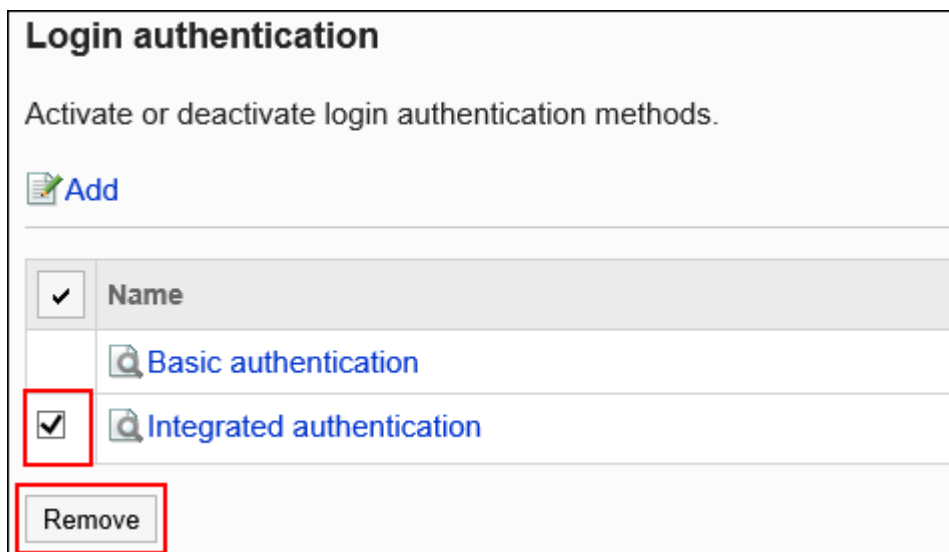 Login authentication
Activate or deactivate login authentication methods.
Add
Name
Basic authentication
Integrated authentication
Remove